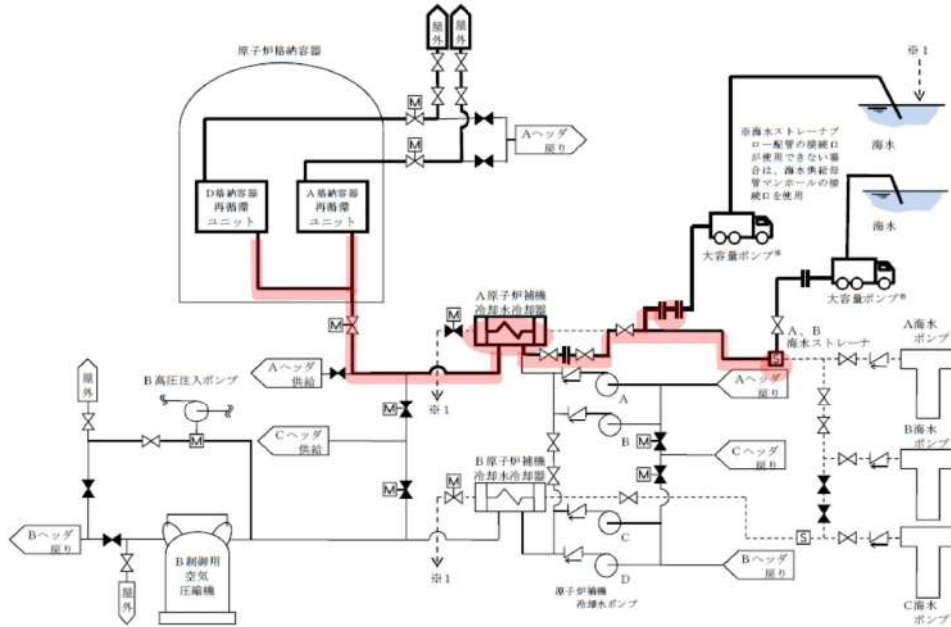 屋外
屋外
原子炉格納容器
M
Aヘッダ
戻り
M
D格納容器
再循環
ユニット
A格納容器
再循環
ユニット
※1
海水
※海水ストレーナブ
ロー配管の接続口
が使用できない場
合は、海水供給母
管マンホールの接
続口を使用
海水
大容量ポンプ※
大容量ポンプ※
M
A原子炉補機
冷却水冷却器
M
A、B
海水ストレーナ
S
A海水
ポンプ
Aヘッダ
供給
※1
A
Aヘッダ
戻り
屋外
B高圧注入ポンプ
M
M
Cヘッダ
供給
B
M
Cヘッダ
戻り
B海水
ポンプ
M
M
B原子炉補機
冷却水冷却器
M
Bヘッダ
戻り
B制御用
空気
圧縮機
屋外
※1
C
S
D
Bヘッダ
戻り
原子炉補機
冷却水ポンプ
C海水
ポンプ